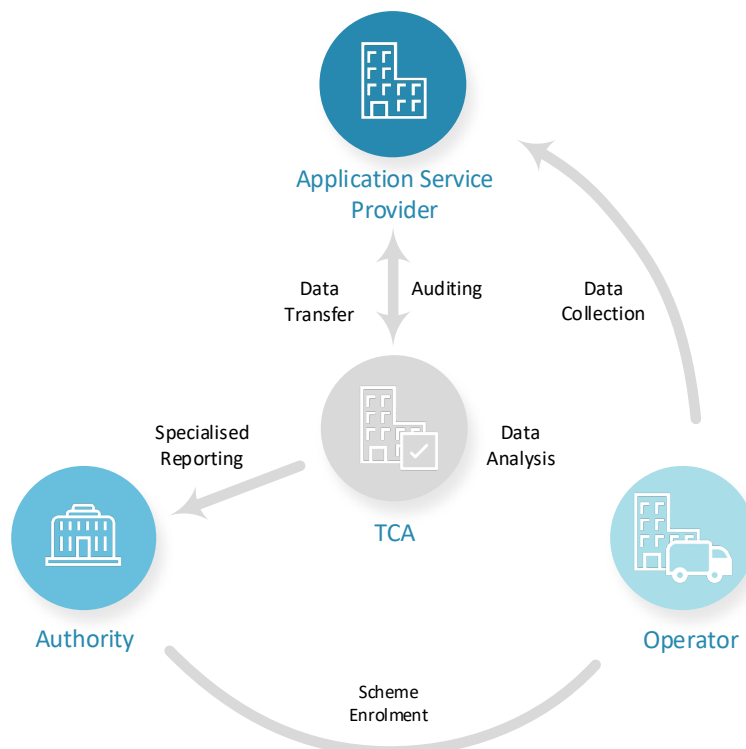 Application Service
Provider
Data
Transfer
Auditing
Data
Collection
Specialised
Reporting
Data
Analysis
TCA
Authority
Operator
Scheme
Enrolment